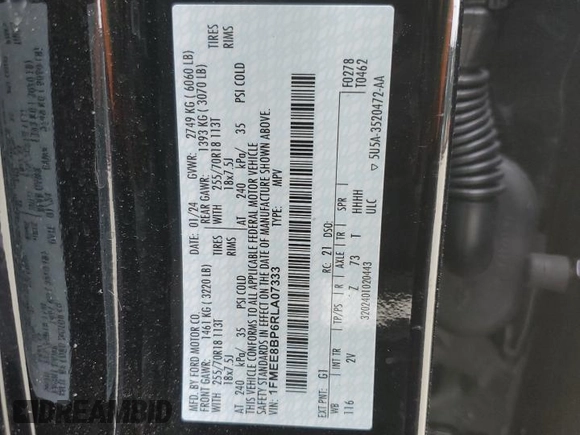 MFD. BY FORD MOTOR CO.
DATE: 01/24 GVWR: 2749 KG ( 6060 LB)
FRONT GAWR: 1461 KG ( 3220 LB) REAR GAWR: 1393 KG ( 3070 LB)
WITH 255/70R18 113T TIRES WITH 255/70R18 113T TIRES
18x7.5J RIMS 18x7.5J RIMS
AT 240 kPa/ 35 PSI COLD AT 240 kPa/ 35 PSI COLD
THIS VEHICLE CONFORMS TO ALL APPLICABLE FEDERAL MOTOR VEHICLE
SAFETY STANDARDS IN EFFECT ON THE DATE OF MANUFACTURE SHOWN ABOVE.
VIN: 1FMEE8BP6RLA07333
TYPE: MPV
F0278
T0462
EXT PNT: G1 RC: 21 DSO:
WB INT TR TP/PS R AXLE TR SPR
116 2V Z 73 T HHHH
ULC
3202401020443
▽ 5U5A-3520472-AA
DREAMBID